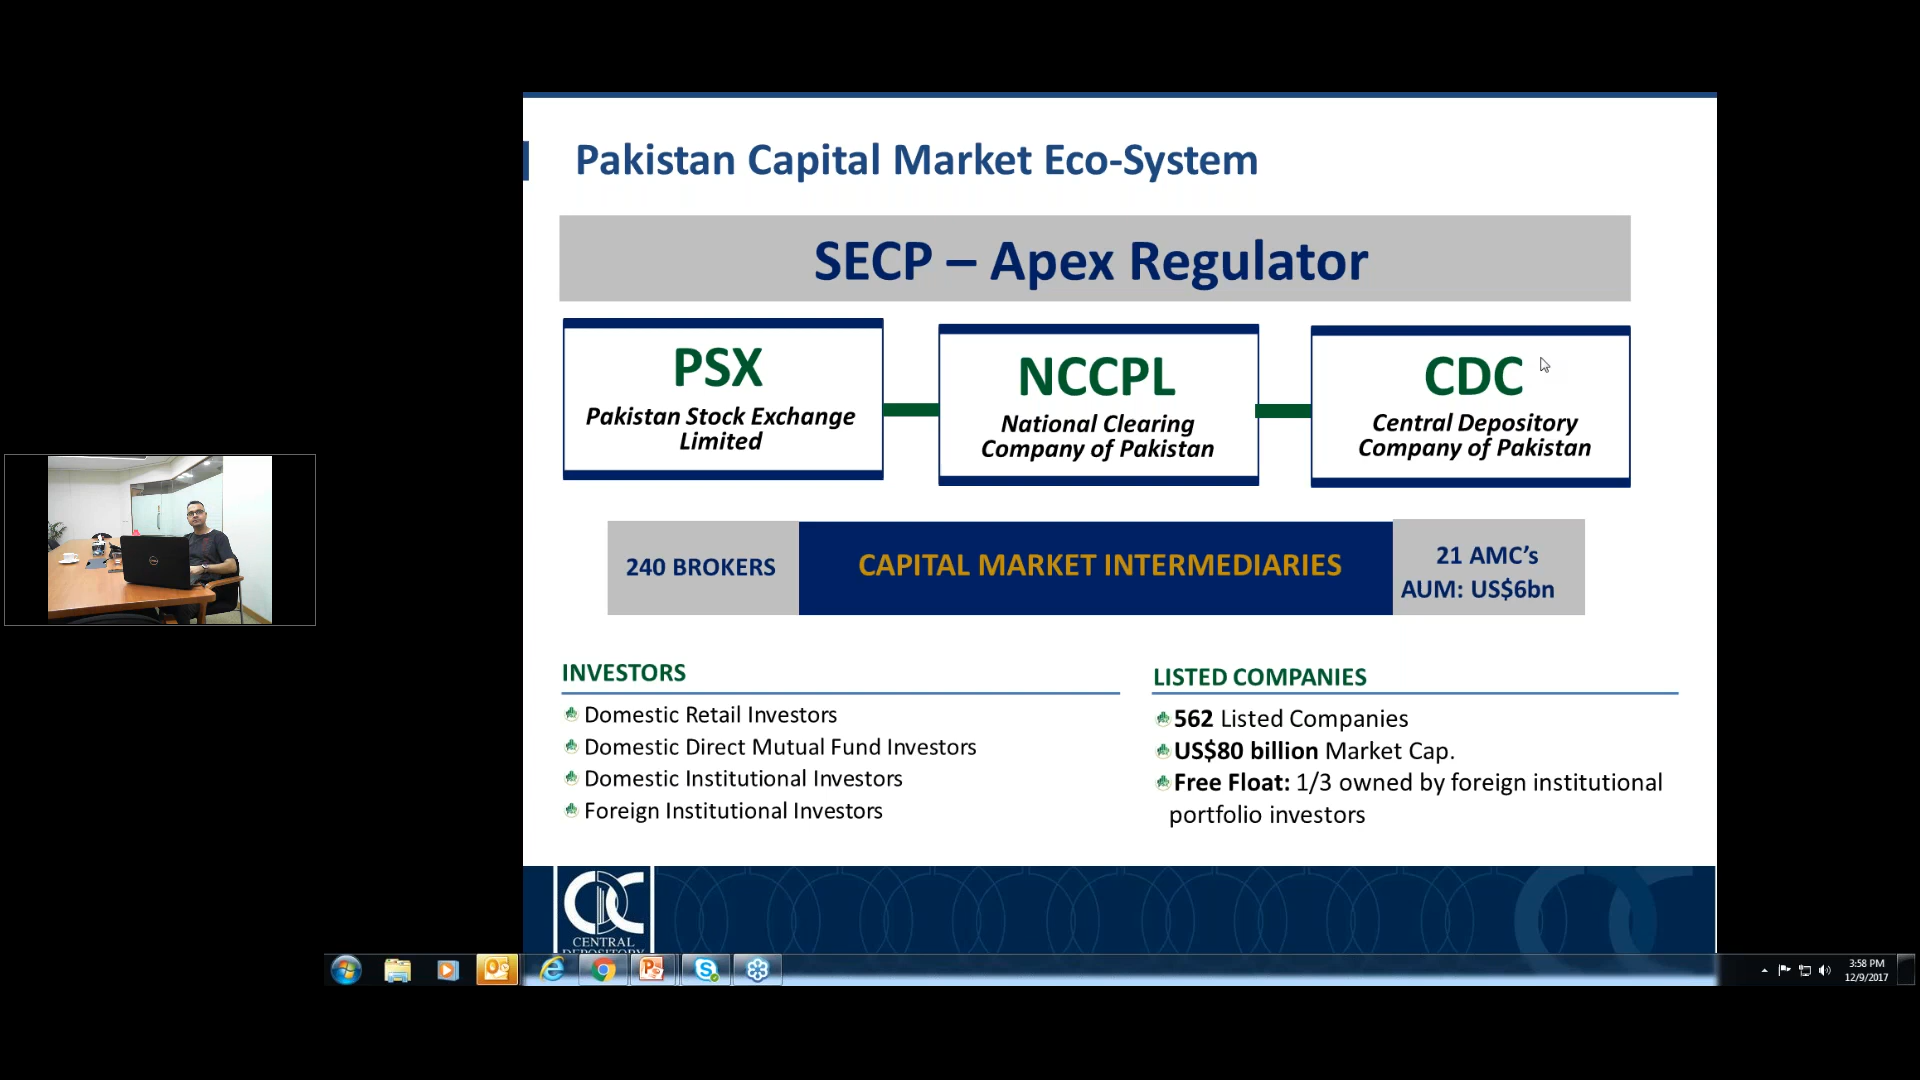 Pakistan Capital Market Eco-System
SECP – Apex Regulator
PSX
Pakistan Stock Exchange
Limited
NCCPL
National Clearing
Company of Pakistan
CDC
Central Depository
Company of Pakistan
240 BROKERS
CAPITAL MARKET INTERMEDIARIES
21 AMC’s
AUM: US$6bn
INVESTORS
Domestic Retail Investors
Domestic Direct Mutual Fund Investors
Domestic Institutional Investors
Foreign Institutional Investors
LISTED COMPANIES
562 Listed Companies
US$80 billion Market Cap.
Free Float: 1/3 owned by foreign institutional
portfolio investors
CENTRAL
DEPOSITORY
3:58 PM
12/9/2017